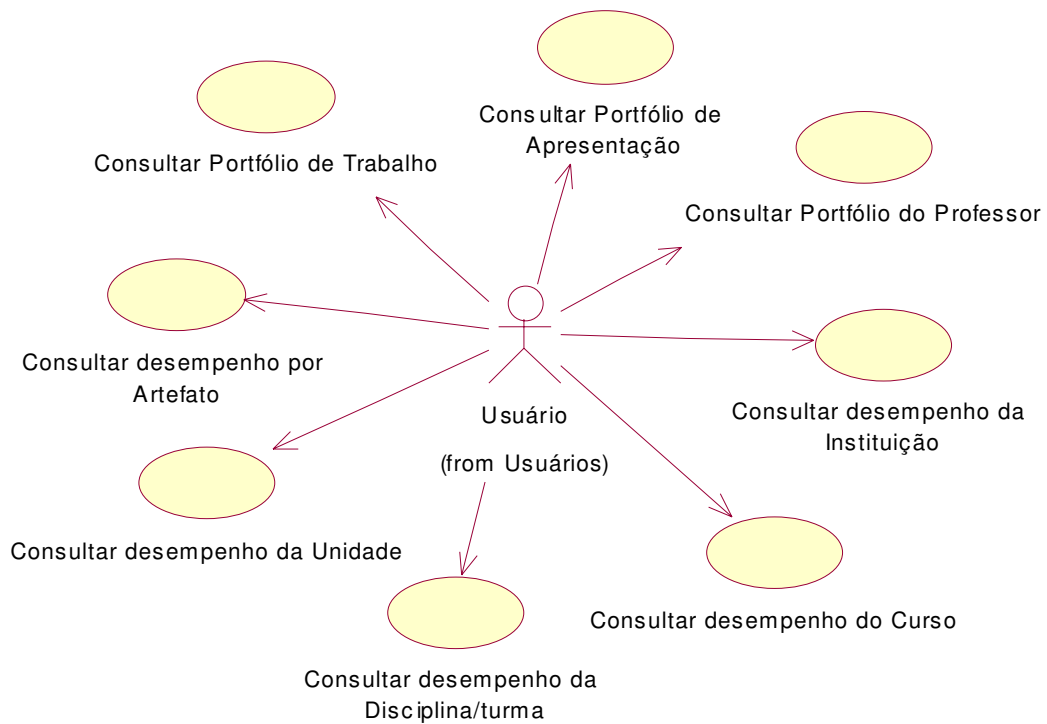 Consultar Portfólio de
Apresentação
Consultar Portfólio de Trabalho
Consultar Portfólio do Professor
Consultar desempenho por
Artefato
Consultar desempenho da
Instituição
Usuário
(from Usuários)
Consultar desempenho da Unidade
Consultar desempenho do Curso
Consultar desempenho da
Disciplina/turma